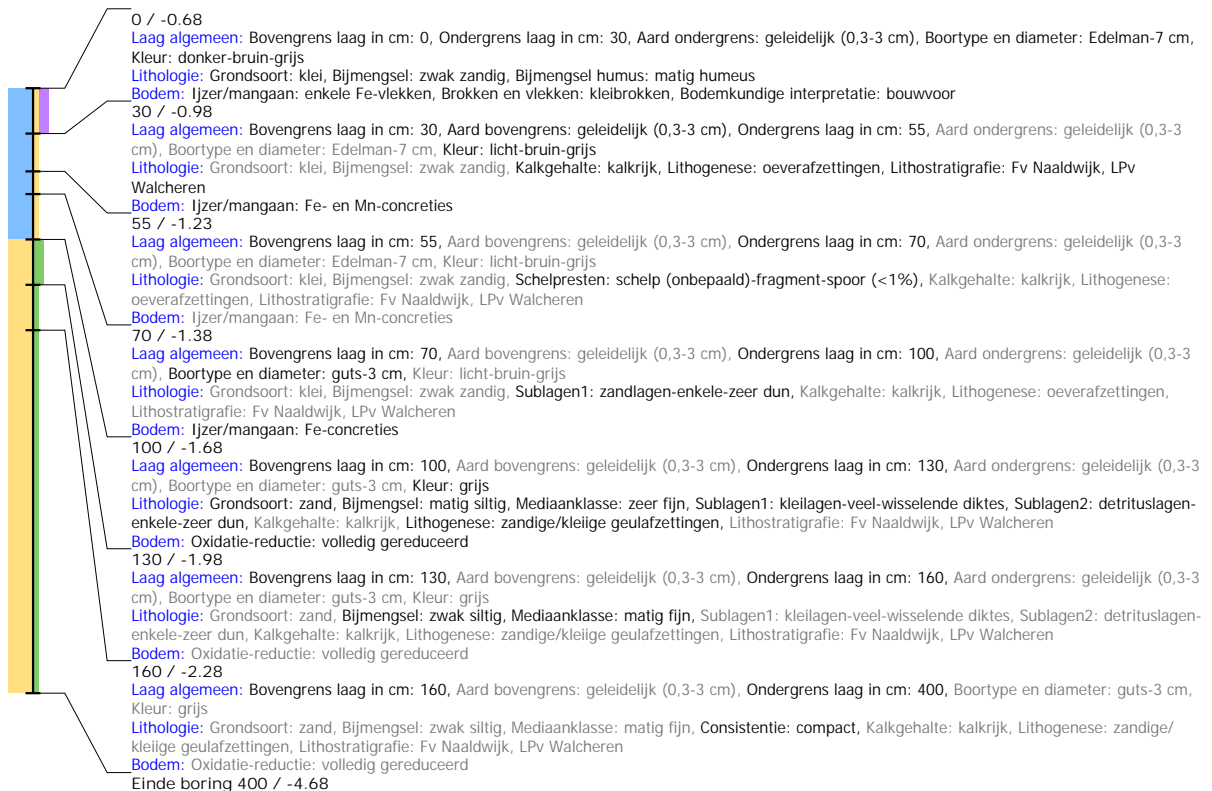 0 / -0.68
Laag algemeen: Bovengrens laag in cm: 0, Ondergrens laag in cm: 30, Aard ondergrens: geleidelijk (0,3-3 cm), Boortype en diameter: Edelman-7 cm,
Kleur: donker-bruin-grijs
Lithologie: Grondsoort: klei, Bijmengsel: zwak zandig, Bijmengsel humus: matig humeus
Bodem: Ijzer/mangaan: enkele Fe-vlekken, Brokken en vlekken: kleibrokken, Bodemkundige interpretatie: bouwvoor
30 / -0.98
Laag algemeen: Bovengrens laag in cm: 30, Aard bovengrens: geleidelijk (0,3-3 cm), Ondergrens laag in cm: 55, Aard ondergrens: geleidelijk (0,3-3
cm), Boortype en diameter: Edelman-7 cm, Kleur: licht-bruin-grijs
Lithologie: Grondsoort: klei, Bijmengsel: zwak zandig, Kalkgehalte: kalkrijk, Lithogenese: oeverafzettingen, Lithostratigrafie: Fv Naaldwijk, LPv
Walcheren
Bodem: Ijzer/mangaan: Fe- en Mn-concreties
55 / -1.23
Laag algemeen: Bovengrens laag in cm: 55, Aard bovengrens: geleidelijk (0,3-3 cm), Ondergrens laag in cm: 70, Aard ondergrens: geleidelijk (0,3-3
cm), Boortype en diameter: Edelman-7 cm, Kleur: licht-bruin-grijs
Lithologie: Grondsoort: klei, Bijmengsel: zwak zandig, Schelpresten: schelp (onbepaald)-fragment-spoor (<1%), Kalkgehalte: kalkrijk, Lithogenese:
oeverafzettingen, Lithostratigrafie: Fv Naaldwijk, LPv Walcheren
Bodem: Ijzer/mangaan: Fe- en Mn-concreties
70 / -1.38
Laag algemeen: Bovengrens laag in cm: 70, Aard bovengrens: geleidelijk (0,3-3 cm), Ondergrens laag in cm: 100, Aard ondergrens: geleidelijk (0,3-3
cm), Boortype en diameter: guts-3 cm, Kleur: licht-bruin-grijs
Lithologie: Grondsoort: klei, Bijmengsel: zwak zandig, Sublagen1: zandlagen-enkele-zeer dun, Kalkgehalte: kalkrijk, Lithogenese: oeverafzettingen,
Lithostratigrafie: Fv Naaldwijk, LPv Walcheren
Bodem: Ijzer/mangaan: Fe-concreties
100 / -1.68
Laag algemeen: Bovengrens laag in cm: 100, Aard bovengrens: geleidelijk (0,3-3 cm), Ondergrens laag in cm: 130, Aard ondergrens: geleidelijk (0,3-3
cm), Boortype en diameter: guts-3 cm, Kleur: grijs
Lithologie: Grondsoort: zand, Bijmengsel: matig siltig, Mediaanklasse: zeer fijn, Sublagen1: kleilagen-veel-wisselende diktes, Sublagen2: detrituslagen-
enkele-zeer dun, Kalkgehalte: kalkrijk, Lithogenese: zandige/kleiige geulafzettingen, Lithostratigrafie: Fv Naaldwijk, LPv Walcheren
Bodem: Oxidatie-reductie: volledig gereduceerd
130 / -1.98
Laag algemeen: Bovengrens laag in cm: 130, Aard bovengrens: geleidelijk (0,3-3 cm), Ondergrens laag in cm: 160, Aard ondergrens: geleidelijk (0,3-3
cm), Boortype en diameter: guts-3 cm, Kleur: grijs
Lithologie: Grondsoort: zand, Bijmengsel: zwak siltig, Mediaanklasse: matig fijn, Sublagen1: kleilagen-veel-wisselende diktes, Sublagen2: detrituslagen-
enkele-zeer dun, Kalkgehalte: kalkrijk, Lithogenese: zandige/kleiige geulafzettingen, Lithostratigrafie: Fv Naaldwijk, LPv Walcheren
Bodem: Oxidatie-reductie: volledig gereduceerd
160 / -2.28
Laag algemeen: Bovengrens laag in cm: 160, Aard bovengrens: geleidelijk (0,3-3 cm), Ondergrens laag in cm: 400, Boortype en diameter: guts-3 cm,
Kleur: grijs
Lithologie: Grondsoort: zand, Bijmengsel: zwak siltig, Mediaanklasse: matig fijn, Consistentie: compact, Kalkgehalte: kalkrijk, Lithogenese: zandige/
kleiige geulafzettingen, Lithostratigrafie: Fv Naaldwijk, LPv Walcheren
Bodem: Oxidatie-reductie: volledig gereduceerd
Einde boring 400 / -4.68